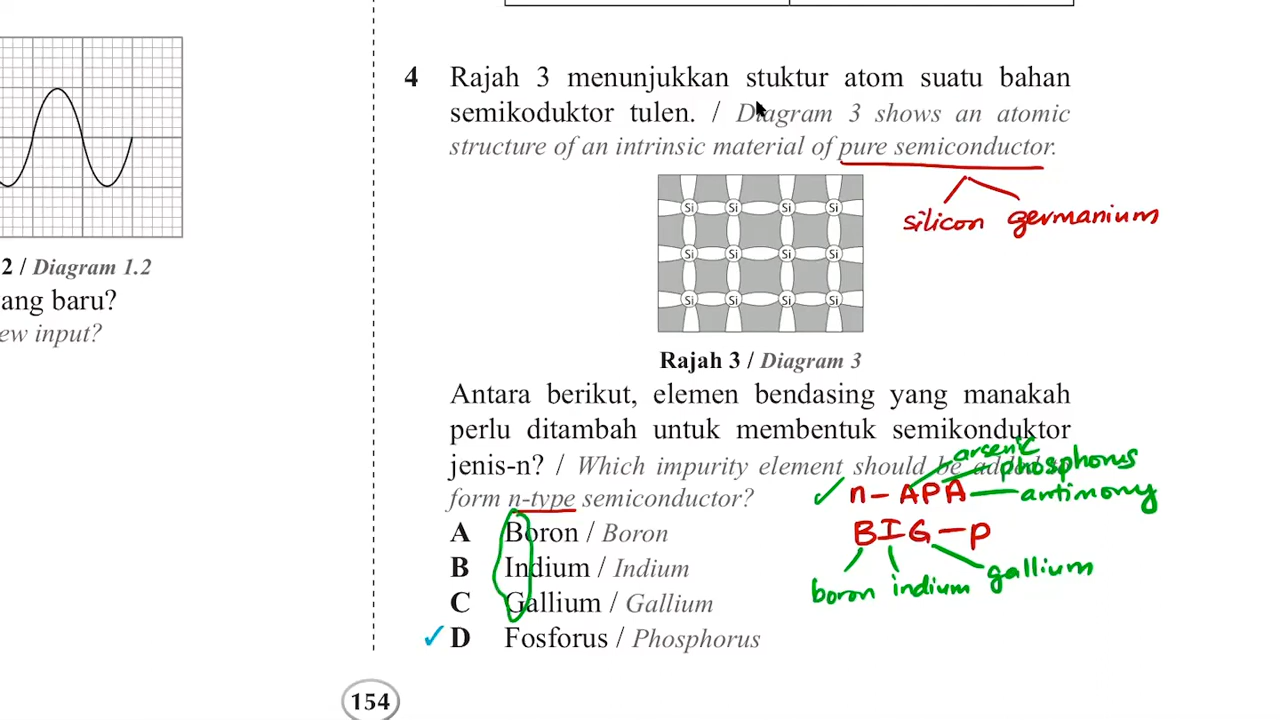 2 / Diagram 1.2
ang baru?
ew input?
4 Rajah 3 menunjukkan stuktur atom suatu bahan
semikoduktor tulen. / Diagram 3 shows an atomic
structure of an intrinsic material of pure semiconductor.
silicon germanium
Si Si Si Si
Si Si Si Si
Si Si Si Si
Rajah 3 / Diagram 3
Antara berikut, elemen bendasing yang manakah
perlu ditambah untuk membentuk semikonduktor
jenis-n? / Which impurity element should be added to
form n-type semiconductor?
A Boron / Boron
B Indium / Indium
C Gallium / Gallium
✓ D Fosforus / Phosphorus
arsenic
phosphorus
✓ n - APA antimony
BIG - p
boron indium gallium
154